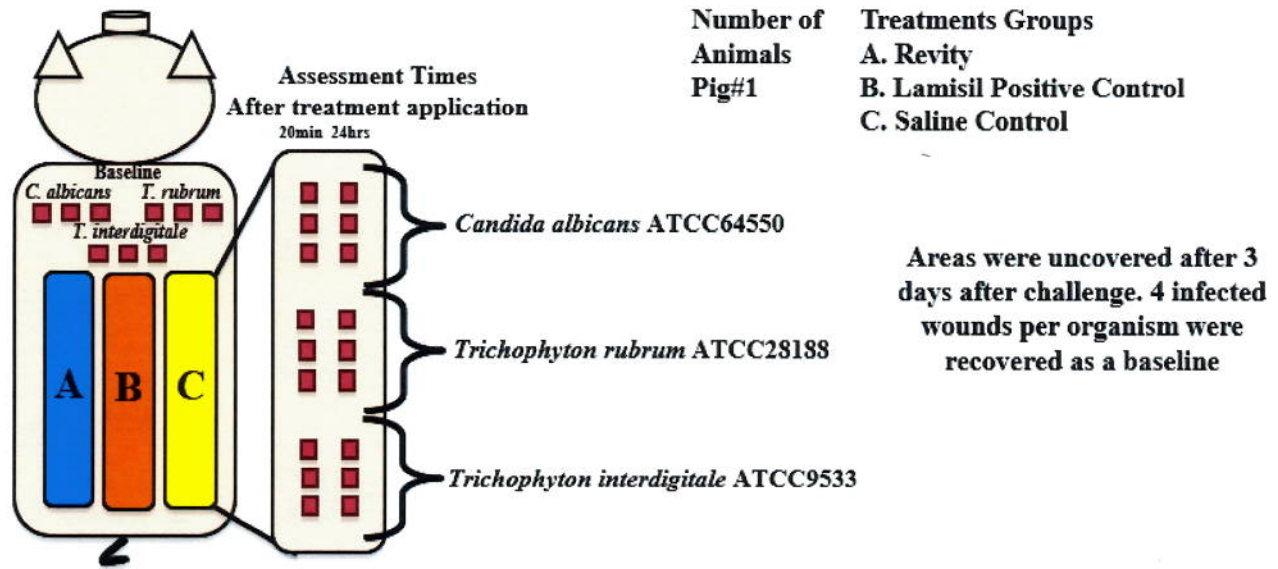 Number of Animals
Pig#1
Treatments Groups
A. Revity
B. Lamisil Positive Control
C. Saline Control
Assessment Times
After treatment application
20min 24hrs
Baseline
C. albicans T. rubrum
T. interdigitale
A B C
Candida albicans ATCC64550
Trichophyton rubrum ATCC28188
Trichophyton interdigitale ATCC9533
Areas were uncovered after 3
days after challenge. 4 infected
wounds per organism were
recovered as a baseline